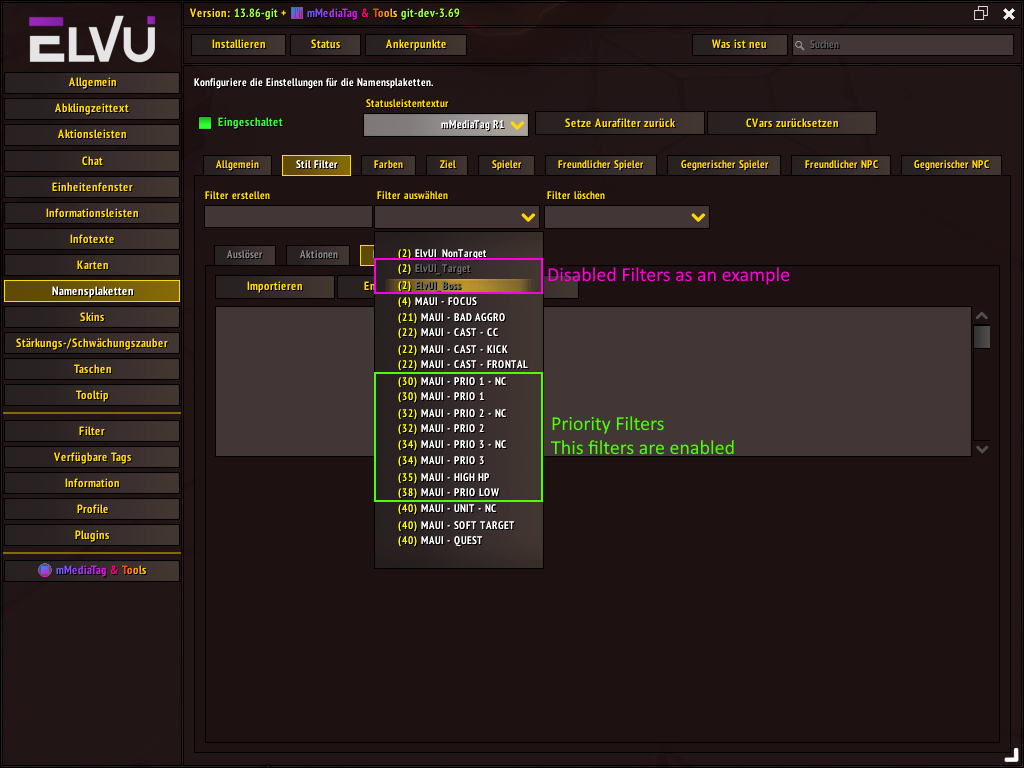 ELVUI
Version: 13.86-git + mMediaTag & Tools git-dev-3.69
Installieren
Status
Ankerpunkte
Was ist neu
Suchen
Allgemein
Abklingzeittext
Aktionsleisten
Chat
Einheitenfenster
Informationsleisten
Infotexte
Karten
Namensplaketten
Skins
Stärkungs-/Schwächungszauber
Taschen
Tooltip
Filter
Verfügbare Tags
Information
Profile
Plugins
mMediaTag & Tools
Konfiguriere die Einstellungen für die Namensplaketten.
Eingeschaltet
Statusleistentextur
mMediaTag R1
Setze Aurafilter zurück
CVars zurücksetzen
Allgemein
Stil Filter
Farben
Ziel
Spieler
Freundlicher Spieler
Gegnerischer Spieler
Freundlicher NPC
Gegnerischer NPC
Filter erstellen
Filter auswählen
Filter löschen
Auslöser
Aktionen
Importieren
(2) ElvUI_NonTarget
(2) ElvUI_Target
(2) ElvUI_Boss
(4) MAUI - FOCUS
(21) MAUI - BAD AGGRO
(22) MAUI - CAST - CC
(22) MAUI - CAST - KICK
(22) MAUI - CAST - FRONTAL
(30) MAUI - PRIO 1 - NC
(30) MAUI - PRIO 1
(32) MAUI - PRIO 2 - NC
(32) MAUI - PRIO 2
(34) MAUI - PRIO 3 - NC
(34) MAUI - PRIO 3
(35) MAUI - HIGH HP
(38) MAUI - PRIO LOW
(40) MAUI - UNIT - NC
(40) MAUI - SOFT TARGET
(40) MAUI - QUEST
Disabled Filters as an example
Priority Filters
This filters are enabled